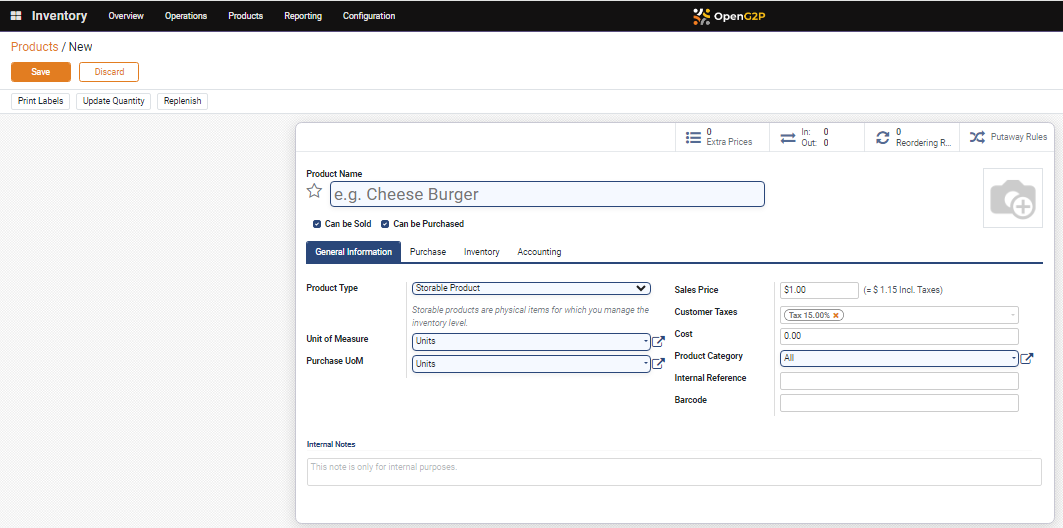 Inventory Overview Operations Products Reporting Configuration OpenG2P
Products / New
Save Discard
Print Labels Update Quantity Replenish
0 Extra Prices
In: 0
Out: 0
0 Reordering R...
Putaway Rules
Product Name
e.g. Cheese Burger
Can be Sold Can be Purchased
General Information Purchase Inventory Accounting
Product Type Storable Product
Storable products are physical items for which you manage the
inventory level.
Unit of Measure Units
Purchase UoM Units
Sales Price $1.00 (= $ 1.15 Incl. Taxes)
Customer Taxes Tax 15.00% ×
Cost 0.00
Product Category All
Internal Reference
Barcode
Internal Notes
This note is only for internal purposes.